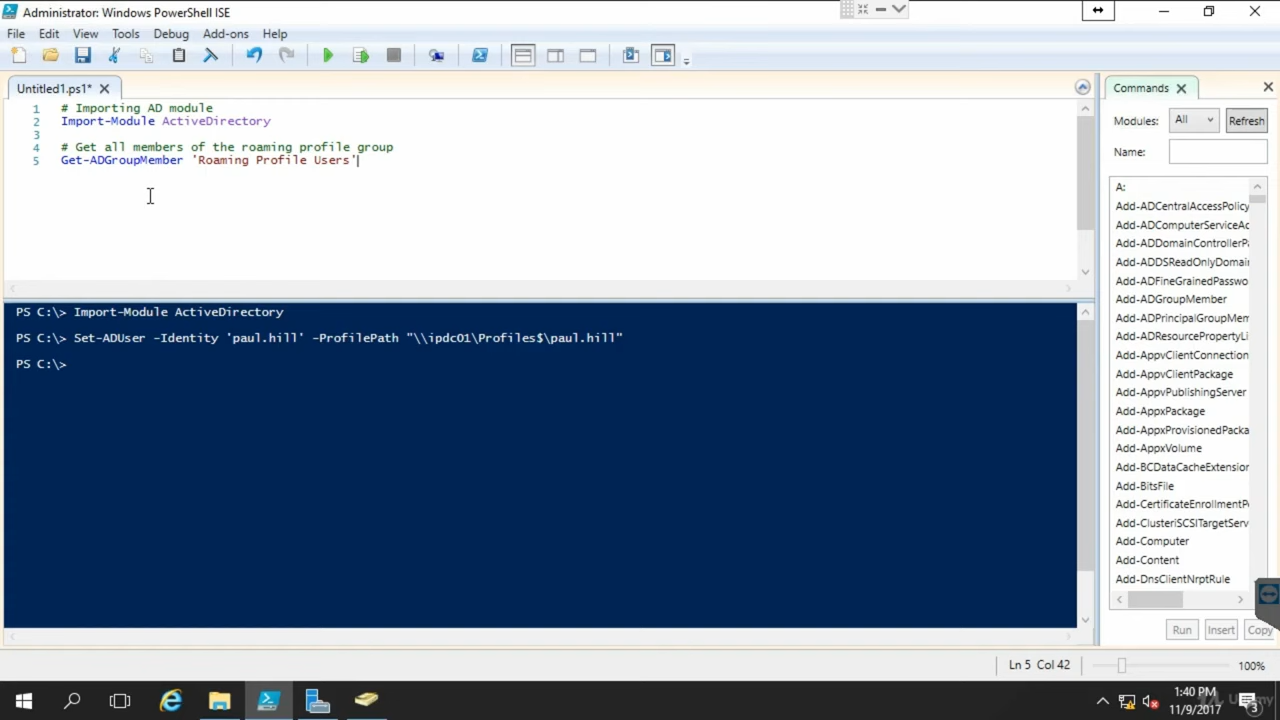 Administrator: Windows PowerShell ISE
File Edit View Tools Debug Add-ons Help
Untitled1.ps1*
1 # Importing AD module
2 Import-Module ActiveDirectory
3
4 # Get all members of the roaming profile group
5 Get-ADGroupMember 'Roaming Profile Users'
PS C:\> Import-Module ActiveDirectory
PS C:\> Set-ADUser -Identity 'paul.hill' -ProfilePath "\\ipdc01\Profiles$\paul.hill"
PS C:\>
Commands
Modules: All Refresh
Name:
A:
Add-ADCentralAccessPolicy
Add-ADComputerServiceAc
Add-ADDomainControllerPa
Add-ADDSReadOnlyDomai
Add-ADFineGrainedPasswo
Add-ADGroupMember
Add-ADPrincipalGroupMem
Add-ADResourcePropertyLi
Add-AppvClientConnection
Add-AppvClientPackage
Add-AppvPublishingServer
Add-AppxPackage
Add-AppxProvisionedPacka
Add-AppxVolume
Add-BCDataCacheExtension
Add-BitsFile
Add-CertificateEnrollmentPo
Add-ClusteriSCSITargetServ
Add-Computer
Add-Content
Add-DnsClientNrptRule
Run Insert Copy
Ln 5 Col 42 100%
1:40 PM
11/9/2017
3
Udemy